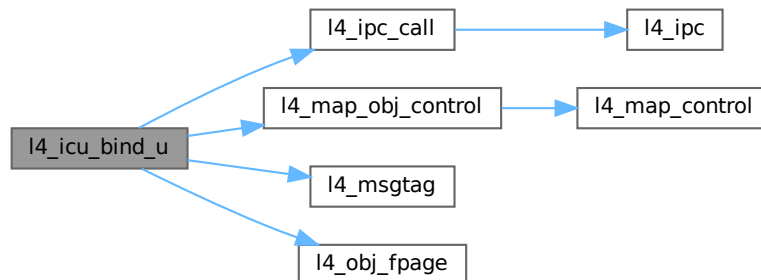 l4_ipc_call
l4_ipc
l4_map_obj_control
l4_map_control
l4_icu_bind_u
l4_msgtag
l4_obj_fpage